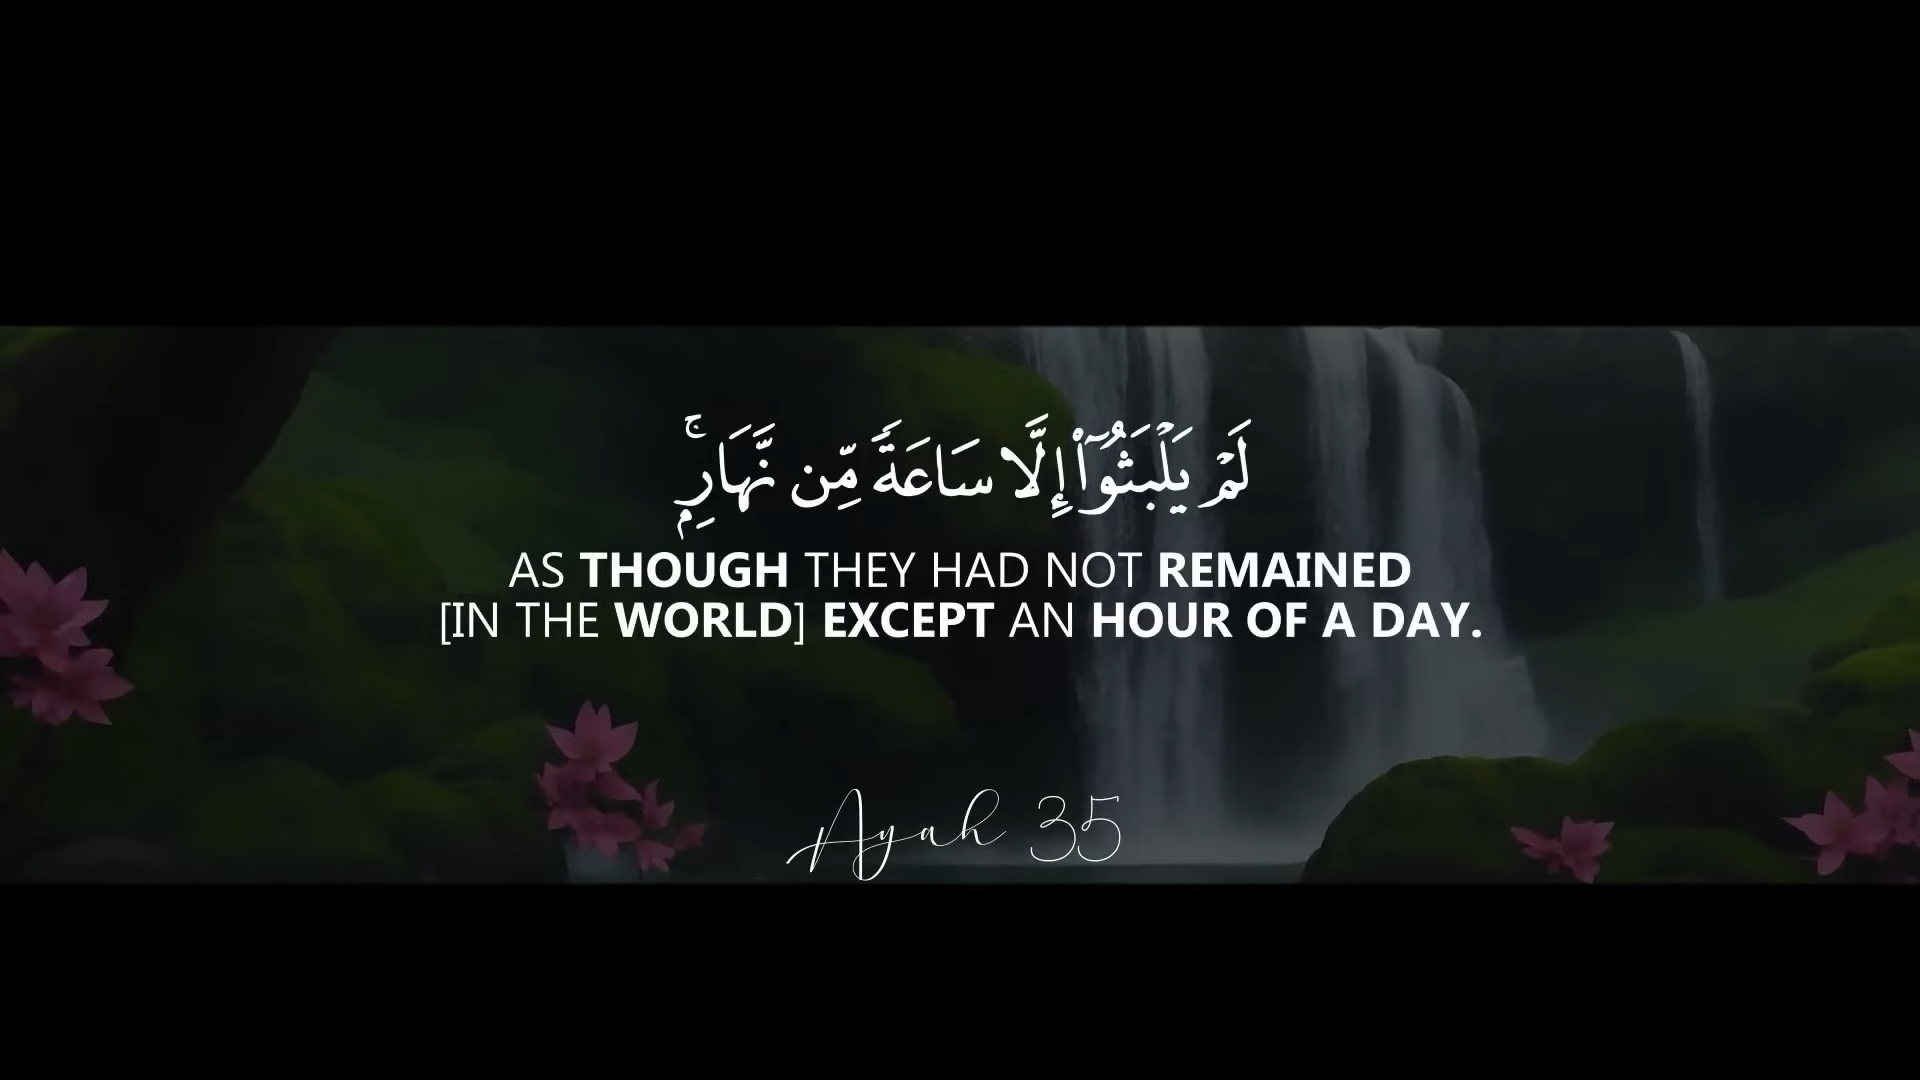 لَمْ يَلْبَثُوٓا۟ إِلَّا سَاعَةً مِّن نَّهَارٍۭ ۚ
AS THOUGH THEY HAD NOT REMAINED
[IN THE WORLD] EXCEPT AN HOUR OF A DAY.
Ayah 35